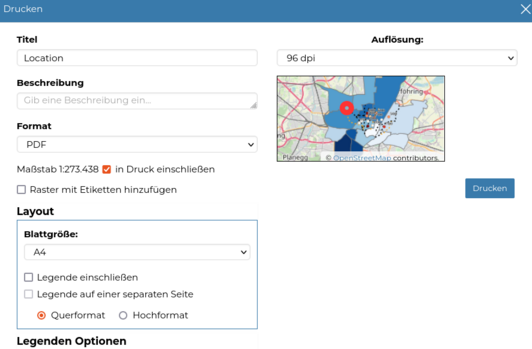 Drucken
Titel
Location
Beschreibung
Gib eine Beschreibung ein...
Format
PDF
Maßstab 1:273.438 in Druck einschließen
Raster mit Etiketten hinzufügen
Layout
Blattgröße:
A4
Legende einschließen
Legende auf einer separaten Seite
Querformat Hochformat
Legenden Optionen
Auflösung:
96 dpi
föhring
Planegg
© OpenStreetMap contributors.
Drucken